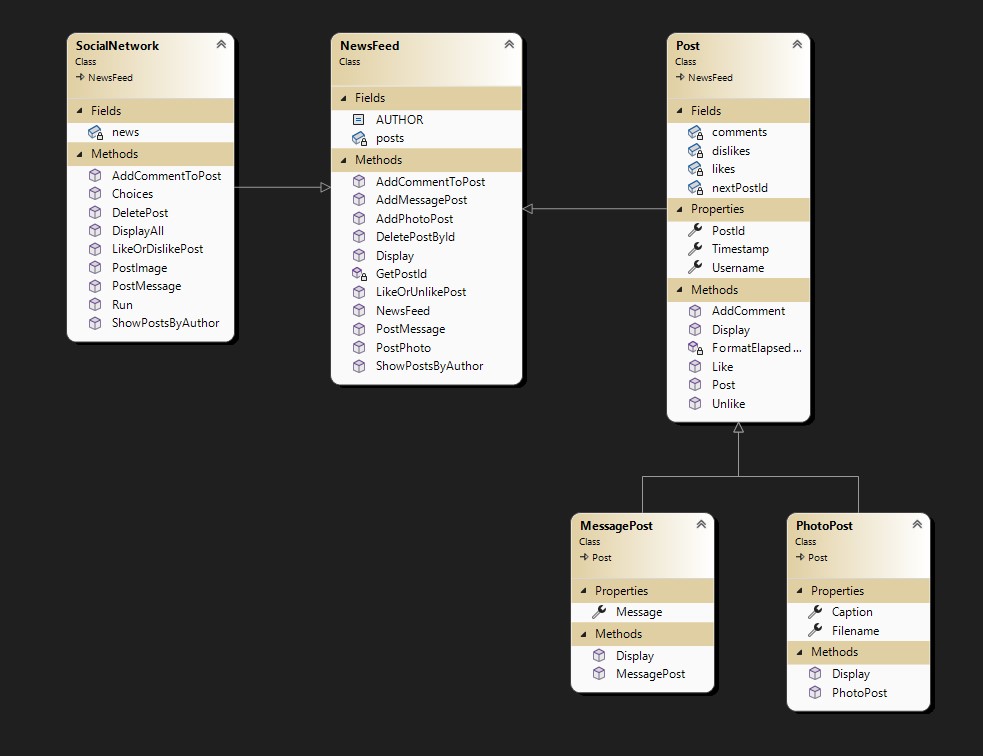 SocialNetwork
Class
NewsFeed
Fields
news
Methods
AddCommentToPost
Choices
DeletePost
DisplayAll
LikeOrDislikePost
PostImage
PostMessage
Run
ShowPostsByAuthor
NewsFeed
Class
Fields
AUTHOR
posts
Methods
AddCommentToPost
AddMessagePost
AddPhotoPost
DeletePostById
Display
GetPostId
LikeOrUnlikePost
NewsFeed
PostMessage
PostPhoto
ShowPostsByAuthor
Post
Class
NewsFeed
Fields
comments
dislikes
likes
nextPostId
Properties
PostId
Timestamp
Username
Methods
AddComment
Display
FormatElapsed...
Like
Post
Unlike
MessagePost
Class
Post
Properties
Message
Methods
Display
MessagePost
PhotoPost
Class
Post
Properties
Caption
Filename
Methods
Display
PhotoPost